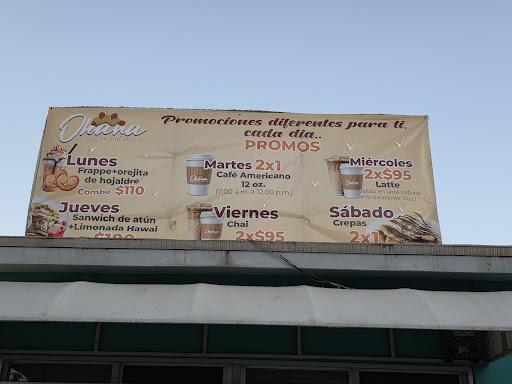 Ohana
Promociones diferentes para ti,
cada dia..
PROMOS
Lunes
Frappe+orejita
de hojaldre
Combo $110
Martes 2x1
Café Americano
12 oz.
(7:00 a.m. a 12:00 p.m.)
Miércoles
2x$95
Latte
Jueves
Sanwich de atún
+Limonada Hawai
Viernes
Chai
2x$95
Sábado
Crepas
2x1